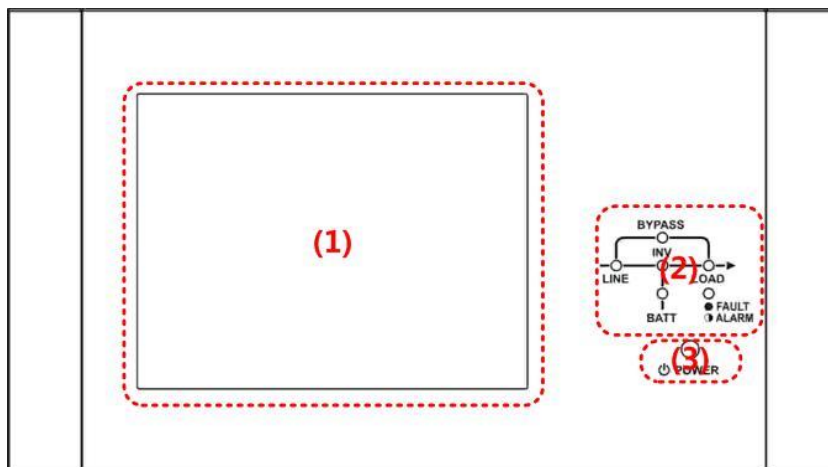 (1)
BYPASS
INV
(2)
LINE
LOAD
BATT
FAULT
ALARM
(3)
POWER